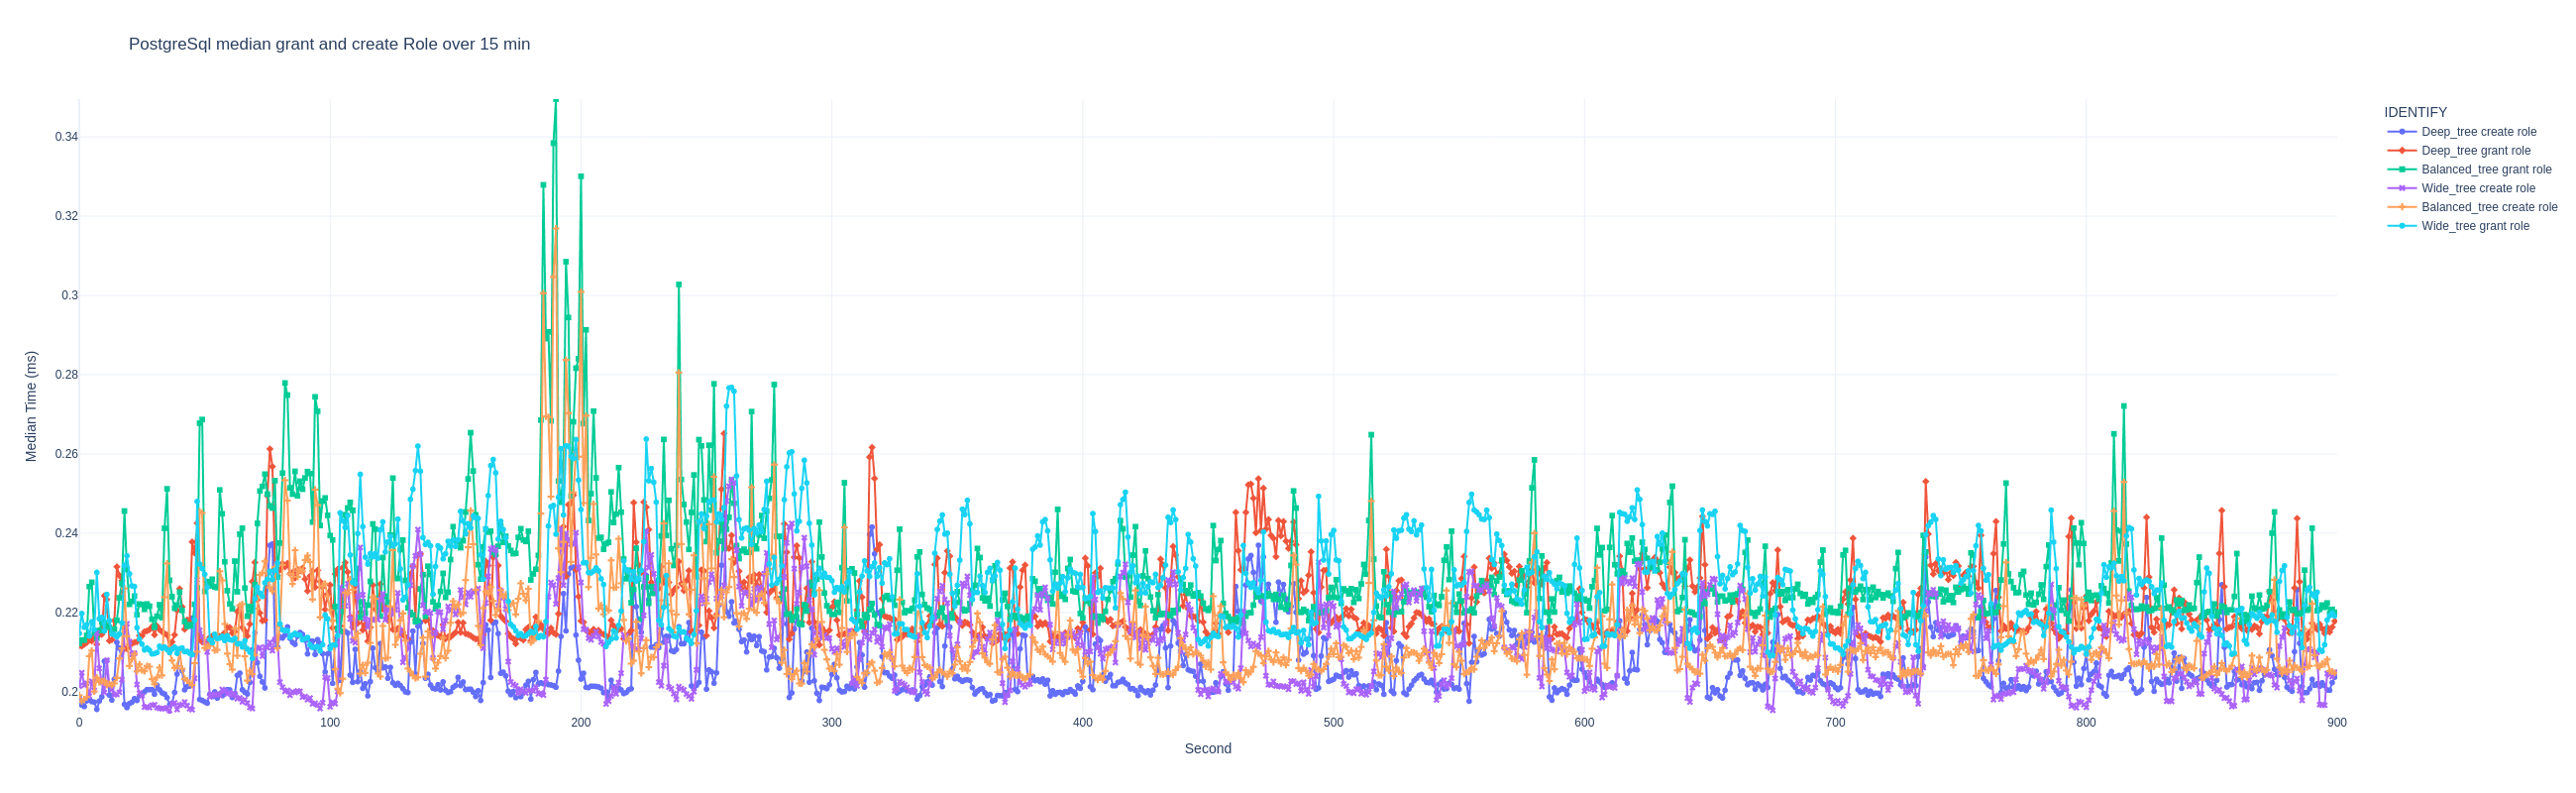 PostgreSql median grant and create Role over 15 min
IDENTIFY
Deep_tree create role
Deep_tree grant role
Balanced_tree grant role
Wide_tree create role
Balanced_tree create role
Wide_tree grant role
Median Time (ms)
0.34
0.32
0.3
0.28
0.26
0.24
0.22
0.2
0 100 200 300 400 500 600 700 800 900
Second